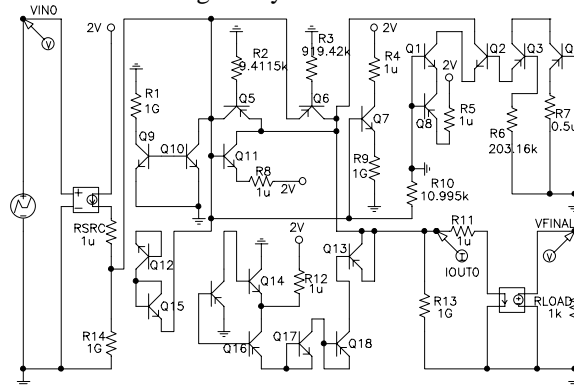 VIN0
2V
R3
919.42k
R2
9.4115k
R4
1u
Q1
Q2
Q3
2V
R1
1G
Q5
Q6
Q7
Q8
R5
1u
R6
203.16k
R7
0.5u
Q9
Q10
Q11
R8
1u
2V
R9
1G
R10
10.995k
RSRC
1u
2V
R11
1u
VFINAL
Q12
Q13
IOUT0
Q14
R12
1u
Q15
R13
1G
RLOAD
1k
R14
1G
Q16
Q17
Q18
V
I
V